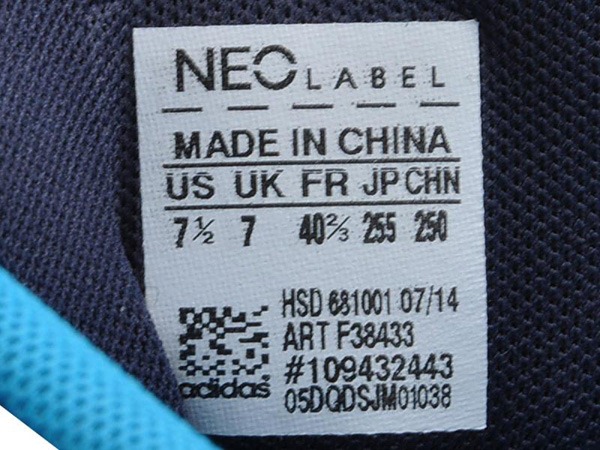 NEO LABEL
MADE IN CHINA
US UK FR JP CHN
7½ 7 40⅔ 255 250
HSD 681001 07/14
ART F38433
#109432443
adidas
05DQDSJM01038